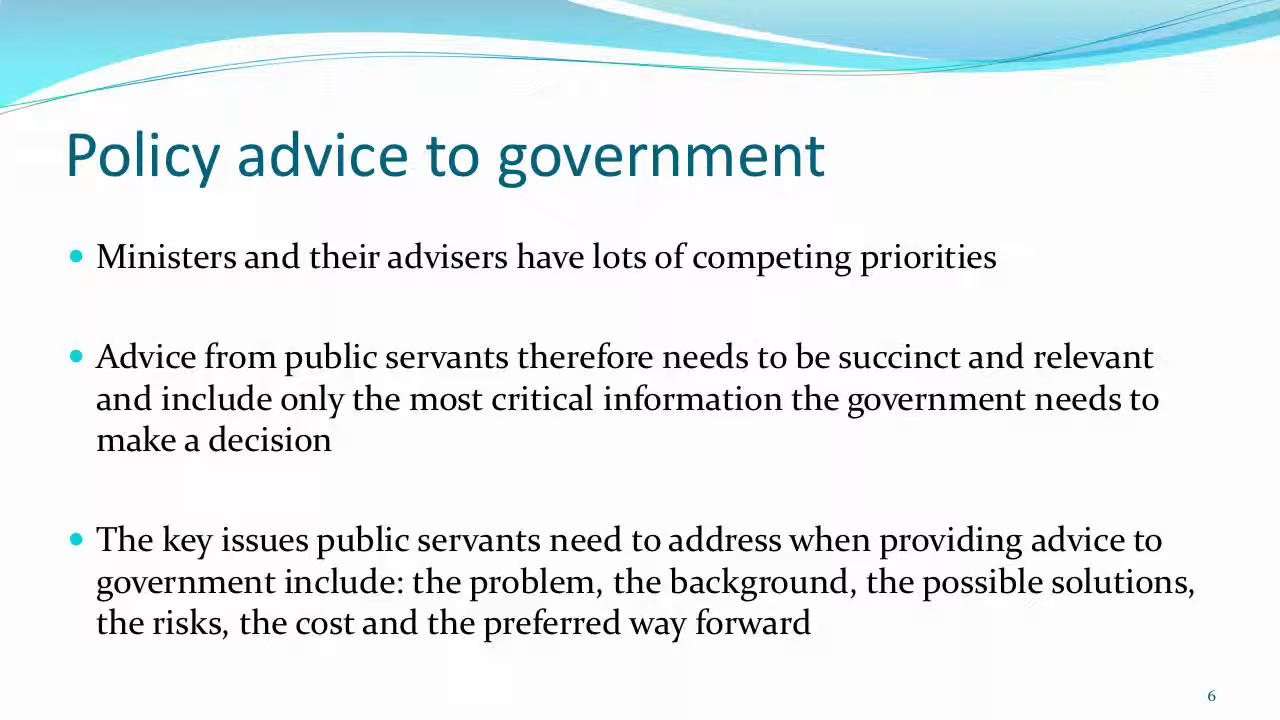 Policy advice to government
• Ministers and their advisers have lots of competing priorities
• Advice from public servants therefore needs to be succinct and relevant
and include only the most critical information the government needs to
make a decision
• The key issues public servants need to address when providing advice to
government include: the problem, the background, the possible solutions,
the risks, the cost and the preferred way forward
6